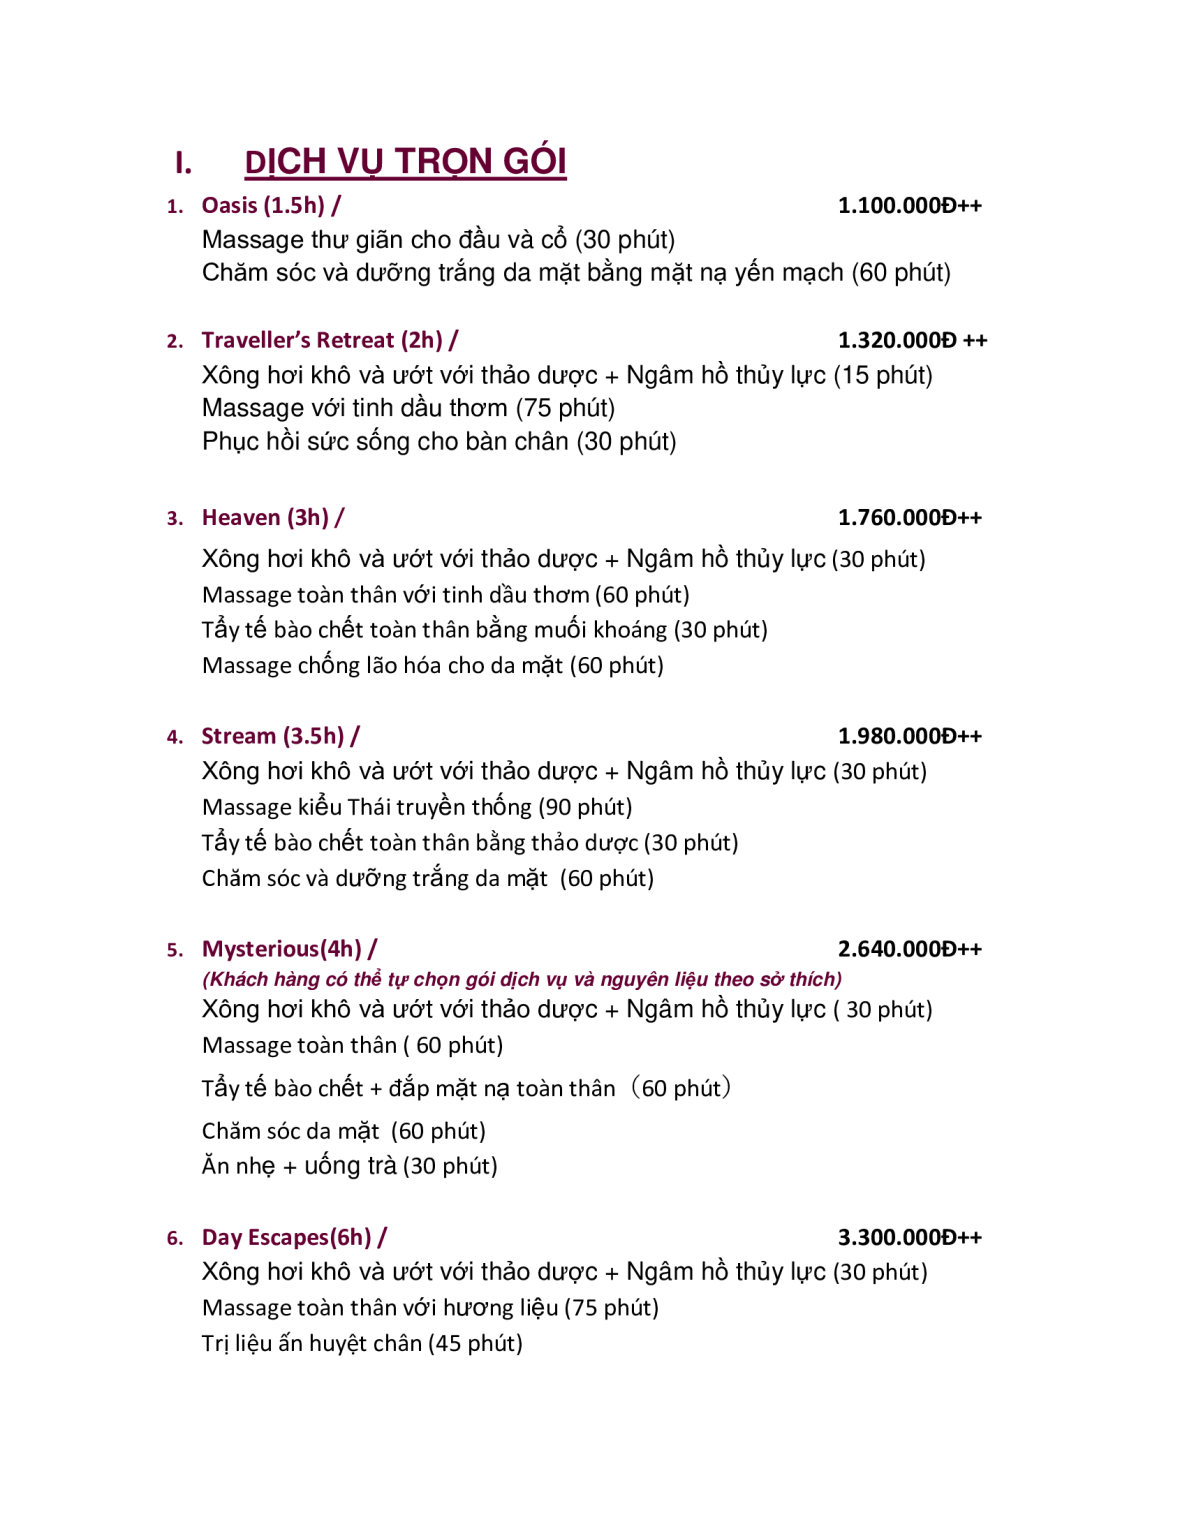 I. DỊCH VỤ TRỌN GÓI
1. Oasis (1.5h) / 1.100.000Đ++
Massage thư giãn cho đầu và cổ (30 phút)
Chăm sóc và dưỡng trắng da mặt bằng mặt nạ yến mạch (60 phút)
2. Traveller’s Retreat (2h) / 1.320.000Đ ++
Xông hơi khô và ướt với thảo dược + Ngâm hồ thủy lực (15 phút)
Massage với tinh dầu thơm (75 phút)
Phục hồi sức sống cho bàn chân (30 phút)
3. Heaven (3h) / 1.760.000Đ++
Xông hơi khô và ướt với thảo dược + Ngâm hồ thủy lực (30 phút)
Massage toàn thân với tinh dầu thơm (60 phút)
Tẩy tế bào chết toàn thân bằng muối khoáng (30 phút)
Massage chống lão hóa cho da mặt (60 phút)
4. Stream (3.5h) / 1.980.000Đ++
Xông hơi khô và ướt với thảo dược + Ngâm hồ thủy lực (30 phút)
Massage kiểu Thái truyền thống (90 phút)
Tẩy tế bào chết toàn thân bằng thảo dược (30 phút)
Chăm sóc và dưỡng trắng da mặt  (60 phút)
5. Mysterious(4h) / 2.640.000Đ++
(Khách hàng có thể tự chọn gói dịch vụ và nguyên liệu theo sở thích)
Xông hơi khô và ướt với thảo dược + Ngâm hồ thủy lực ( 30 phút)
Massage toàn thân ( 60 phút)
Tẩy tế bào chết + đắp mặt nạ toàn thân（60 phút）
Chăm sóc da mặt  (60 phút)
Ăn nhẹ + uống trà (30 phút)
6. Day Escapes(6h) / 3.300.000Đ++
Xông hơi khô và ướt với thảo dược + Ngâm hồ thủy lực (30 phút)
Massage toàn thân với hương liệu (75 phút)
Trị liệu ấn huyệt chân (45 phút)